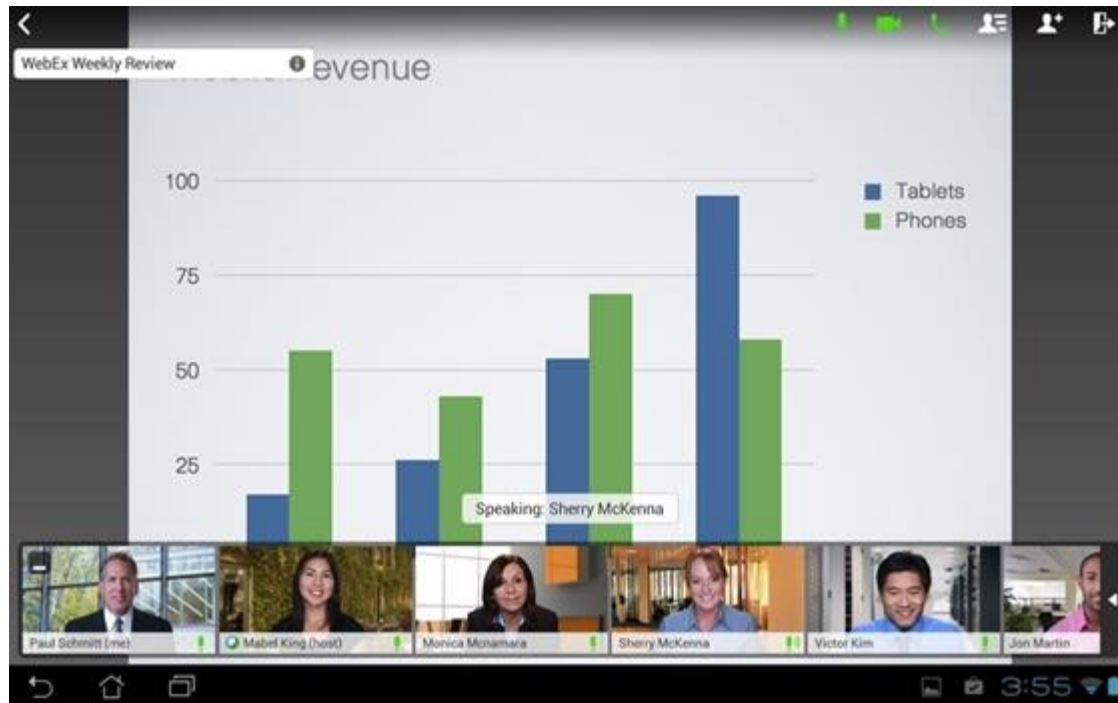 WebEx Weekly Review
evenue
100
Tablets
Phones
75
50
25
Speaking: Sherry McKenna
Paul Schmitt (me)
Mabel King (host)
Monica Mcnamara
Sherry McKenna
Victor Kim
Jon Martin
3:55